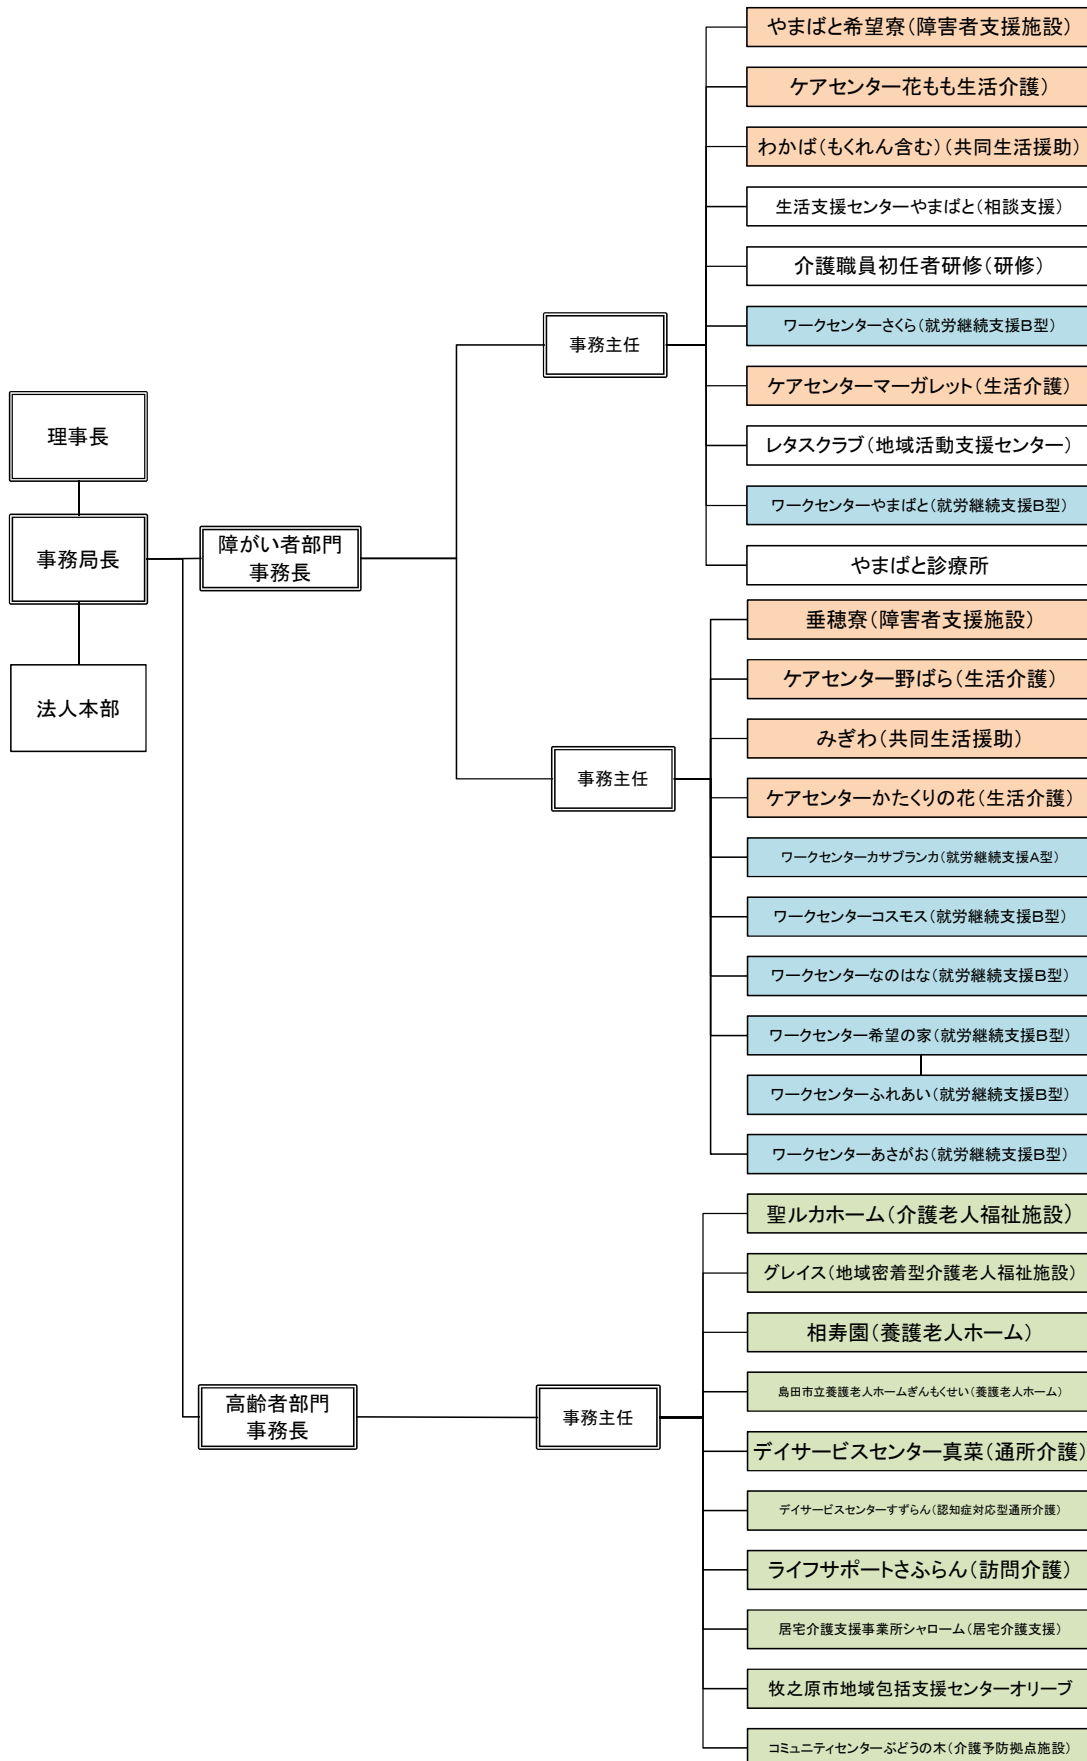 理事長
事務局長
法人本部
障がい者部門
事務長
事務主任
やまばと希望寮(障害者支援施設)
ケアセンター花もも生活介護)
わかば(もくれん含む)(共同生活援助)
生活支援センターやまばと(相談支援)
介護職員初任者研修(研修)
ワークセンターさくら(就労継続支援B型)
ケアセンターマーガレット(生活介護)
レタスクラブ(地域活動支援センター)
ワークセンターやまばと(就労継続支援B型)
やまばと診療所
事務主任
垂穂寮(障害者支援施設)
ケアセンター野ばら(生活介護)
みぎわ(共同生活援助)
ケアセンターかたくりの花(生活介護)
ワークセンターカサブランカ(就労継続支援A型)
ワークセンターコスモス(就労継続支援B型)
ワークセンターなのはな(就労継続支援B型)
ワークセンター希望の家(就労継続支援B型)
ワークセンターふれあい(就労継続支援B型)
ワークセンターあさがお(就労継続支援B型)
高齢者部門
事務長
事務主任
聖ルカホーム(介護老人福祉施設)
グレイス(地域密着型介護老人福祉施設)
相寿園(養護老人ホーム)
島田市立養護老人ホームぎんもくせい(養護老人ホーム)
デイサービスセンター真菜(通所介護)
デイサービスセンターすずらん(認知症対応型通所介護)
ライフサポートさふらん(訪問介護)
居宅介護支援事業所シャローム(居宅介護支援)
牧之原市地域包括支援センターオリーブ
コミュニティセンターぶどうの木(介護予防拠点施設)